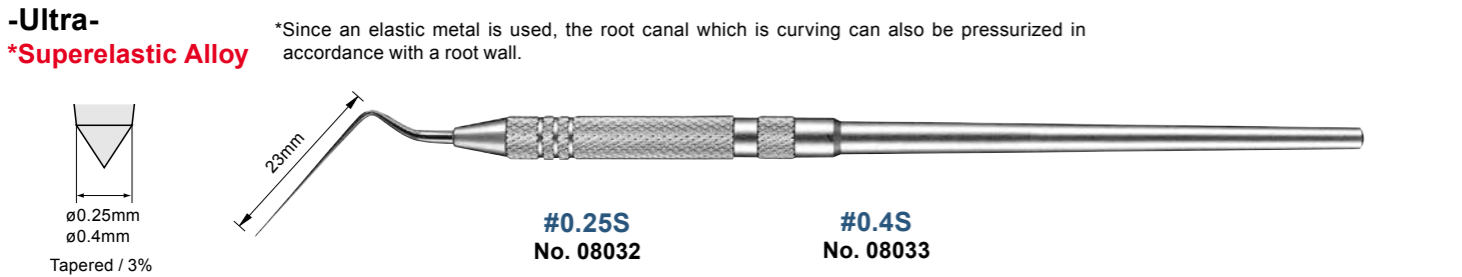 -Ultra-
*Superelastic Alloy
*Since an elastic metal is used, the root canal which is curving can also be pressurized in
accordance with a root wall.
23mm
ø0.25mm
ø0.4mm
Tapered / 3%
#0.25S
No. 08032
#0.4S
No. 08033